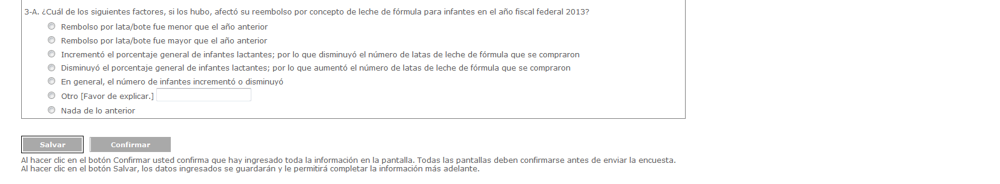 3-A. ¿Cuál de los siguientes factores, si los hubo, afectó su reembolso por concepto de leche de fórmula para infantes en el año fiscal federal 2013?
Rembolso por lata/bote fue menor que el año anterior
Rembolso por lata/bote fue mayor que el año anterior
Incrementó el porcentaje general de infantes lactantes; por lo que disminuyó el número de latas de leche de fórmula que se compraron
Disminuyó el porcentaje general de infantes lactantes; por lo que aumentó el número de latas de leche de fórmula que se compraron
En general, el número de infantes incrementó o disminuyó
Otro [Favor de explicar.]
Nada de lo anterior
Salvar Confirmar
Al hacer clic en el botón Confirmar usted confirma que hay ingresado toda la información en la pantalla. Todas las pantallas deben confirmarse antes de enviar la encuesta.
Al hacer clic en el botón Salvar, los datos ingresados se guardarán y le permitirá completar la información más adelante.